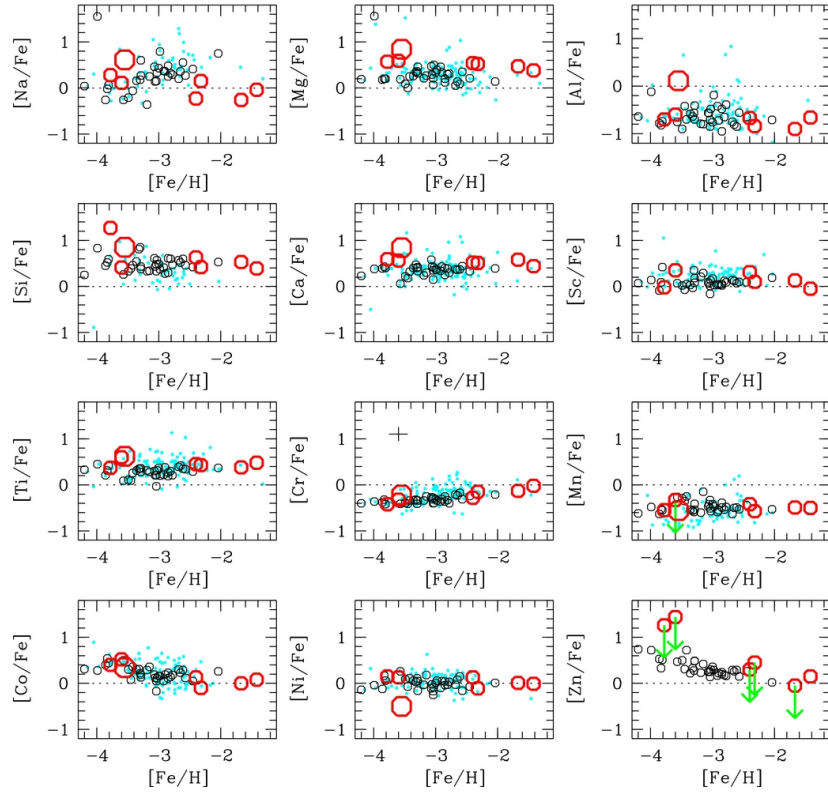 [Na/Fe] 1 0 −1 −4 −3 −2 [Fe/H]
[Mg/Fe] 1 0 −1 −4 −3 −2 [Fe/H]
[Al/Fe] 1 0 −1 −4 −3 −2 [Fe/H]
[Si/Fe] 1 0 −1 −4 −3 −2 [Fe/H]
[Ca/Fe] 1 0 −1 −4 −3 −2 [Fe/H]
[Sc/Fe] 1 0 −1 −4 −3 −2 [Fe/H]
[Ti/Fe] 1 0 −1 −4 −3 −2 [Fe/H]
[Cr/Fe] 1 0 −1 −4 −3 −2 [Fe/H]
[Mn/Fe] 1 0 −1 −4 −3 −2 [Fe/H]
[Co/Fe] 1 0 −1 −4 −3 −2 [Fe/H]
[Ni/Fe] 1 0 −1 −4 −3 −2 [Fe/H]
[Zn/Fe] 1 0 −1 −4 −3 −2 [Fe/H]